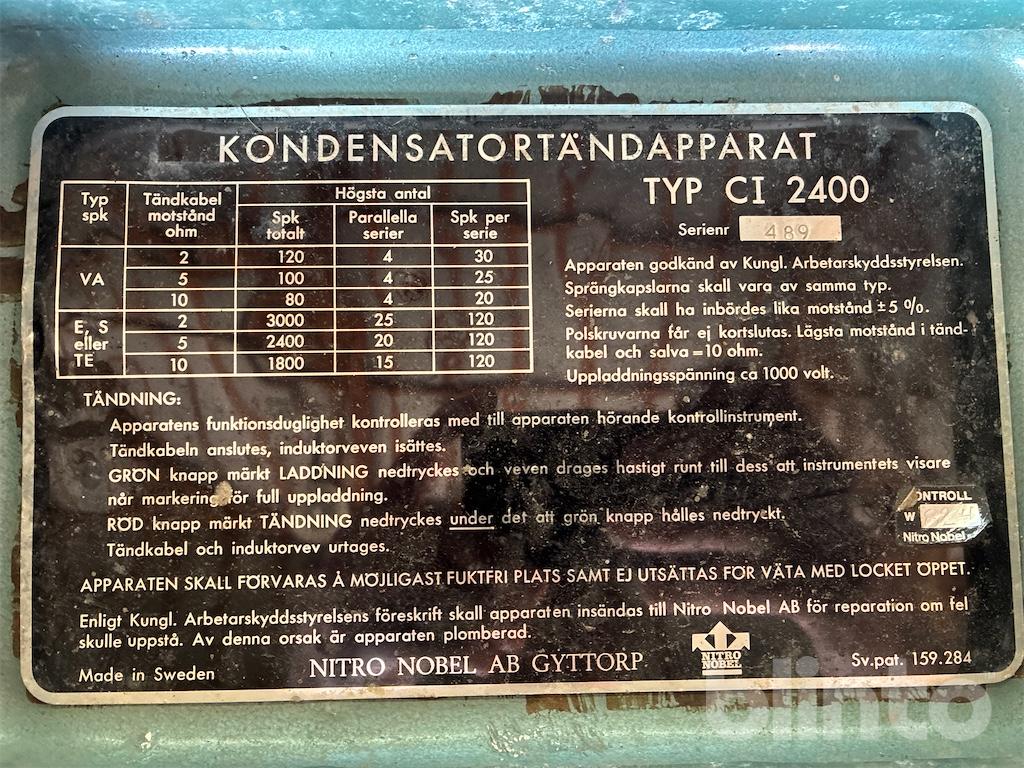 KONDENSATORTÄNDAPPARAT
TYP CI 2400
Serienr 489
Typ spk Tändkabel motstånd ohm Högsta antal
Spk totalt Parallella serier Spk per serie
VA 2 120 4 30
5 100 4 25
10 80 4 20
E, S eller TE 2 3000 25 120
5 2400 20 120
10 1800 15 120
Apparaten godkänd av Kungl. Arbetarskyddsstyrelsen.
Sprängkapslarna skall vara av samma typ.
Serierna skall ha inbördes lika motstånd ±5 %.
Polskruvarna får ej kortslutas. Lägsta motstånd i tänd-
kabel och salva = 10 ohm.
Uppladdningsspänning ca 1000 volt.
TÄNDNING:
Apparatens funktionsduglighet kontrolleras med till apparaten hörande kontrollinstrument.
Tändkabeln anslutes, induktorveven isättes.
GRÖN knapp märkt LADDNING nedtryckes och veven drages hastigt runt till dess att instrumentets visare
når markering för full uppladdning.
RÖD knapp märkt TÄNDNING nedtryckes under det att grön knapp hålles nedtryckt.
Tändkabel och induktorvev urtages.
ONTROLL
W
Nitro Nobel
APPARATEN SKALL FÖRVARAS Å MÖJLIGAST FUKTFRI PLATS SAMT EJ UTSÄTTAS FÖR VÄTA MED LOCKET ÖPPET.
Enligt Kungl. Arbetarskyddsstyrelsens föreskrift skall apparaten insändas till Nitro Nobel AB för reparation om fel
skulle uppstå. Av denna orsak är apparaten plomberad.
Made in Sweden
NITRO NOBEL AB GYTTORP
NITRO
NOBEL
Sv.pat. 159.284
blinto